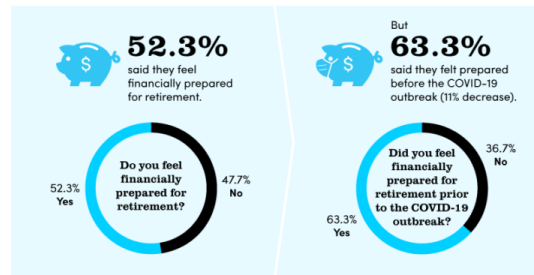 52.3%
said they feel
financially prepared
for retirement.
$
Do you feel
financially
prepared for
retirement?
52.3%
Yes
47.7%
No
But
63.3%
said they felt prepared
before the COVID-19
outbreak (11% decrease).
$
Did you feel
financially
prepared for
retirement prior
to the COVID-19
outbreak?
36.7%
No
63.3%
Yes